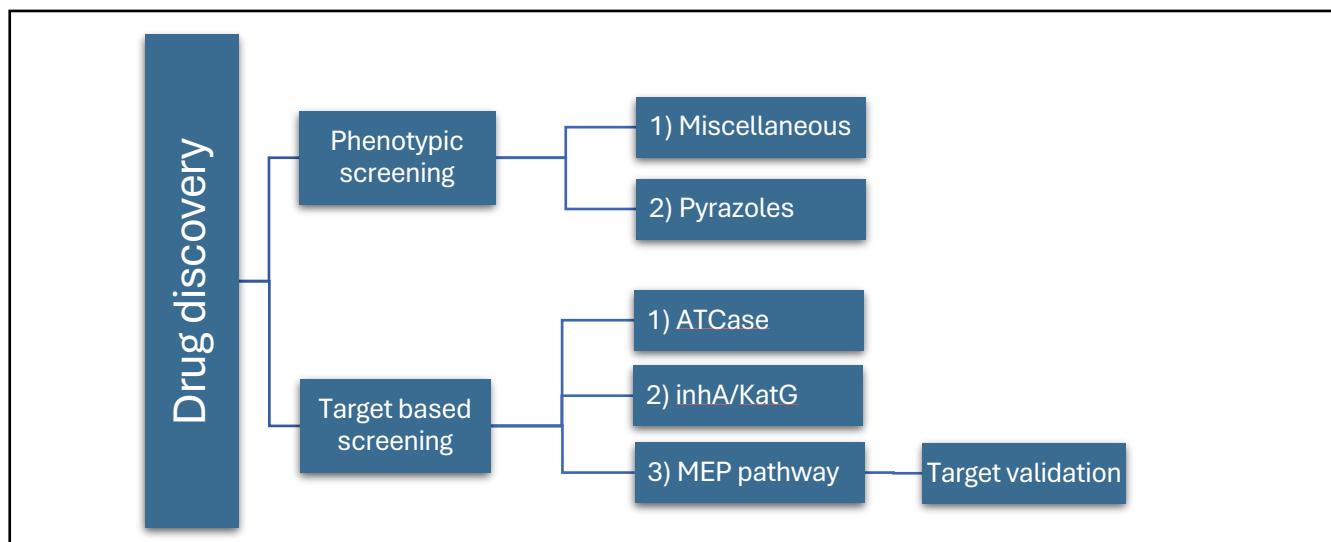 Drug discovery
Phenotypic
screening
1) Miscellaneous
2) Pyrazoles
Target based
screening
1) ATCase
2) inhA/KatG
3) MEP pathway
Target validation